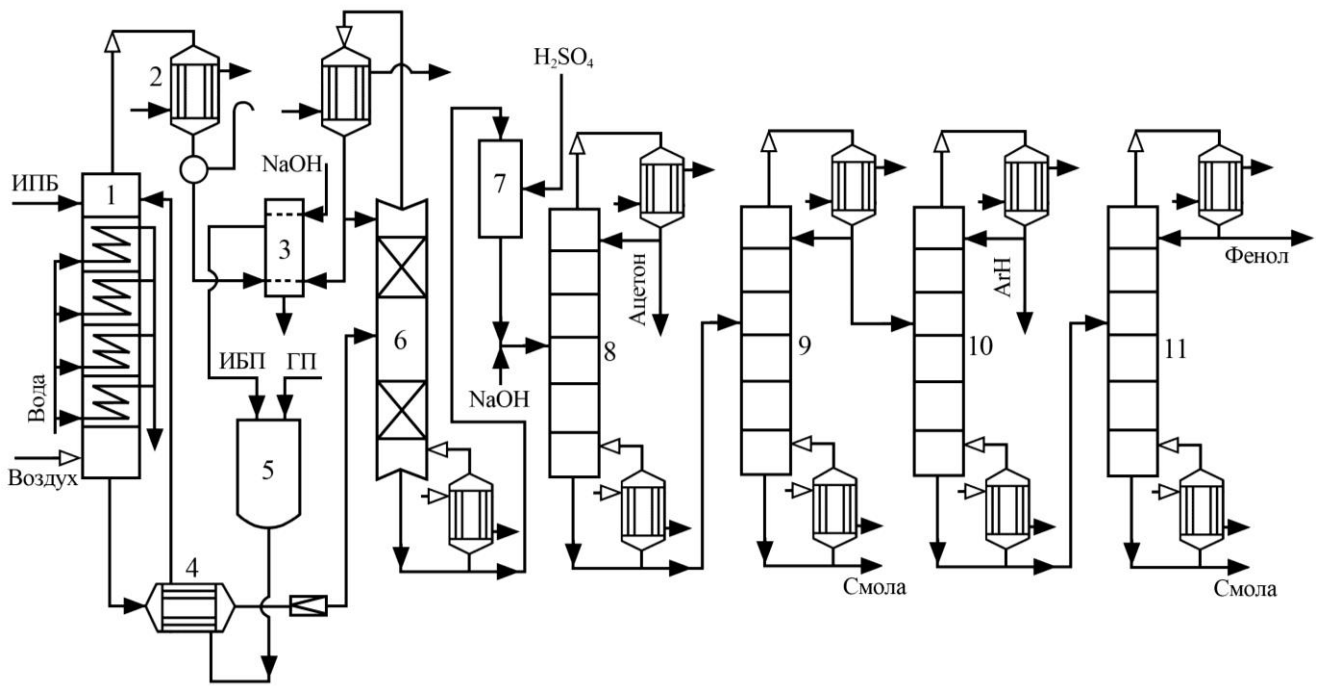 2
H₂SO₄
NaOH
ИПБ
1
7
3
Ацетон
ArH
Фенол
Вода
ИБП
ГП
6
8
9
10
11
NaOH
Воздух
5
4
Смола
Смола